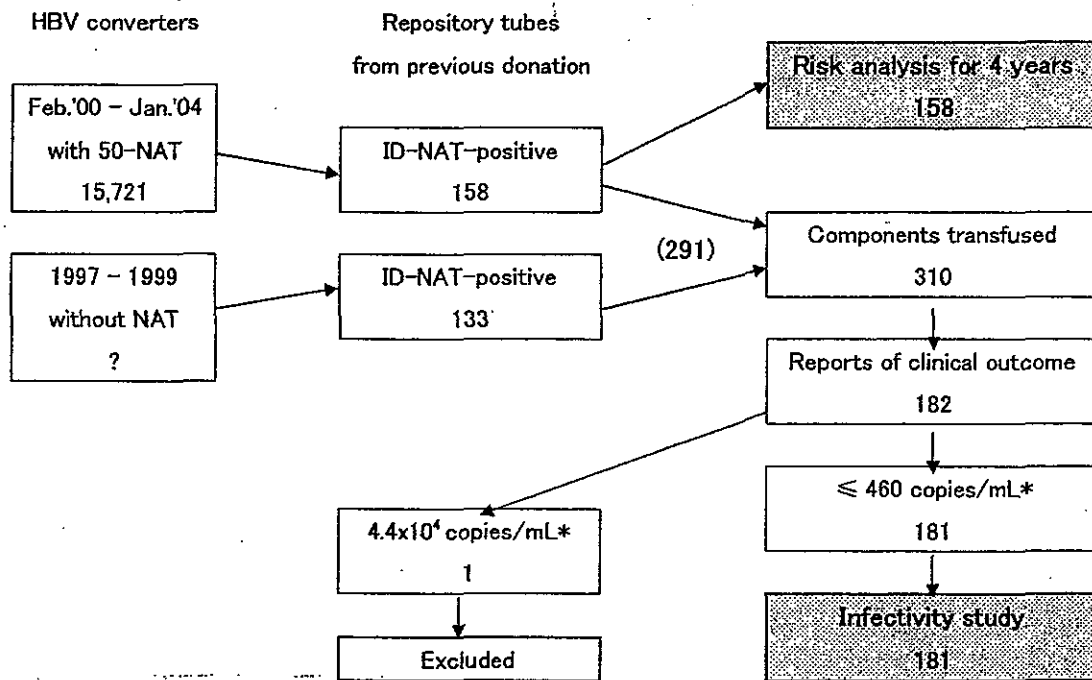 HBV converters
Repository tubes
from previous donation
Feb.'00 - Jan.'04
with 50-NAT
15,721
ID-NAT-positive
158
Risk analysis for 4 years
158
1997 - 1999
without NAT
?
ID-NAT-positive
133
(291)
Components transfused
310
Reports of clinical outcome
182
≤ 460 copies/mL*
181
4.4x10⁴ copies/mL*
1
Excluded
Infectivity study
181